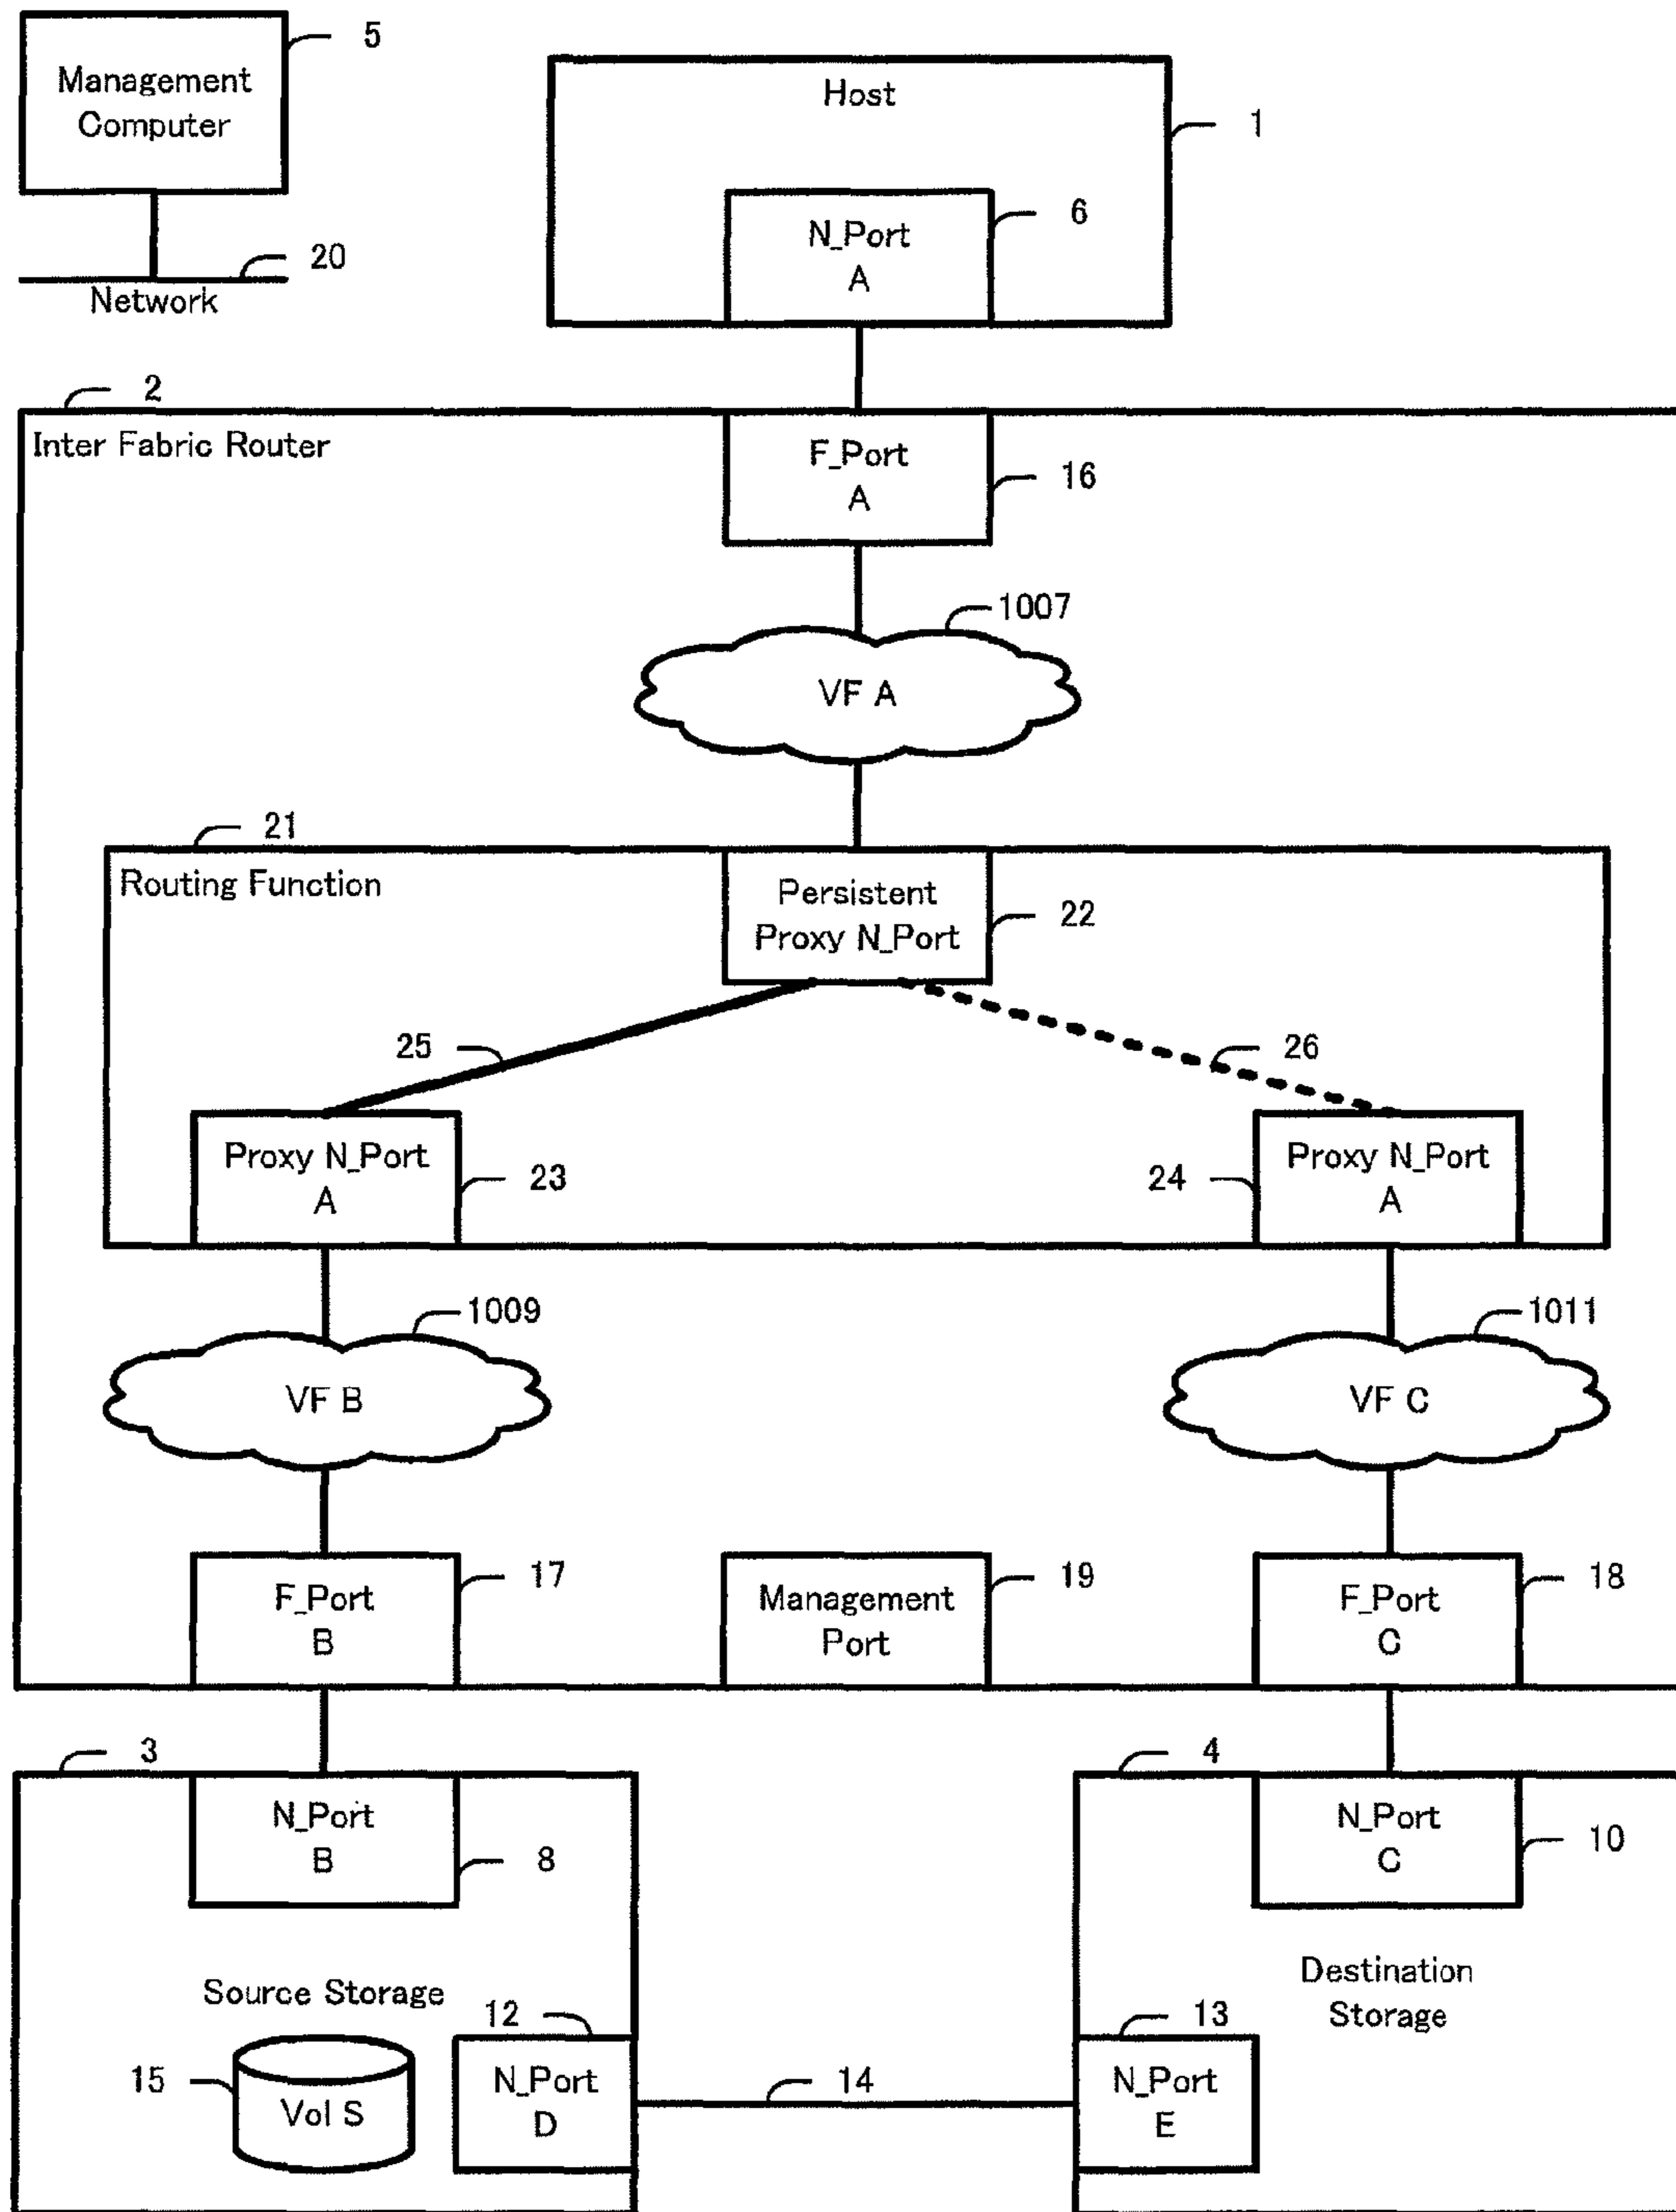 5
Management
Computer
Host
1
N_Port
A
6
20
Network
2
Inter Fabric Router
F_Port
A
16
1007
VF A
21
Routing Function
Persistent
Proxy N_Port
22
25
26
Proxy N_Port
A
23
24
Proxy N_Port
A
1009
VF B
1011
VF C
F_Port
B
17
Management
Port
19
F_Port
C
18
3
N_Port
B
8
4
N_Port
C
10
Source Storage
Destination
Storage
12
13
15
Vol S
N_Port
D
14
N_Port
E